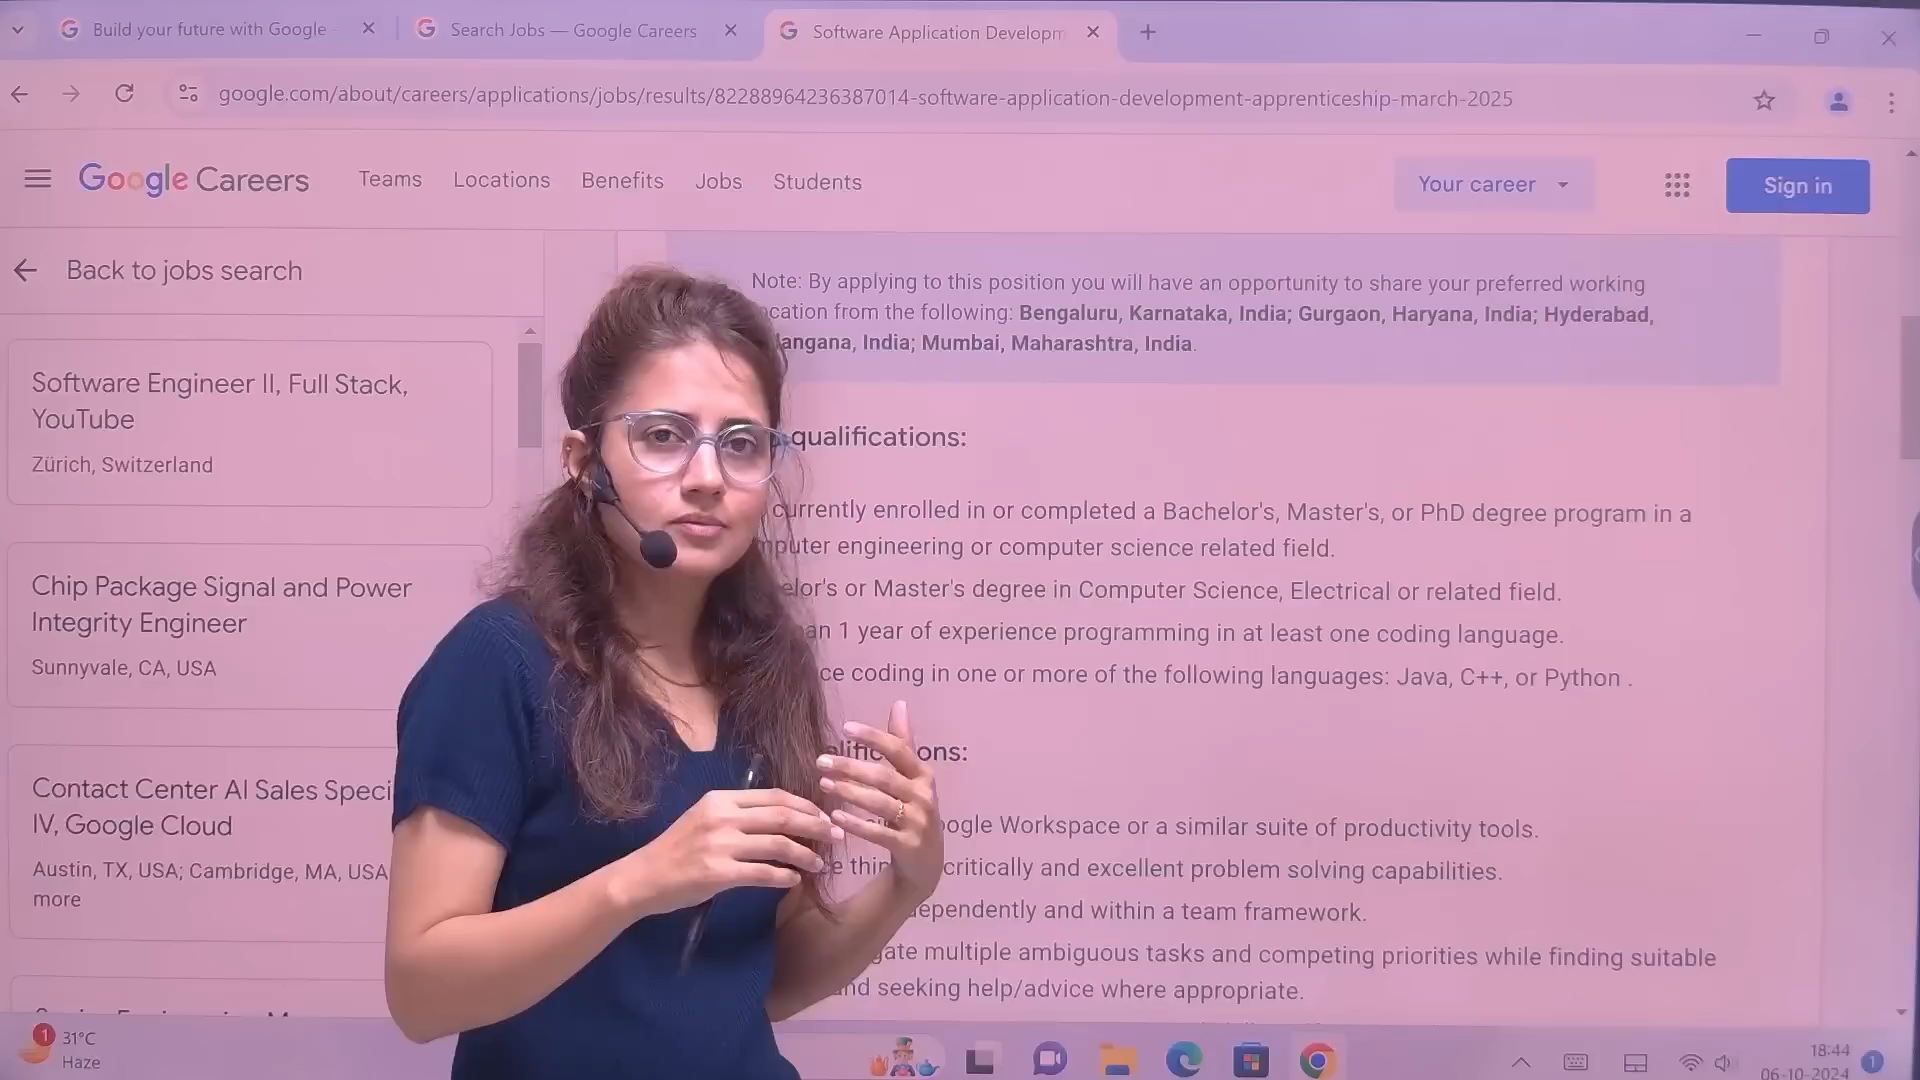 Build your future with Google
Search Jobs — Google Careers
Software Application Developm
google.com/about/careers/applications/jobs/results/82288964236387014-software-application-development-apprenticeship-march-2025
Google Careers
Teams
Locations
Benefits
Jobs
Students
Your career
Sign in
Back to jobs search
Software Engineer II, Full Stack,
YouTube
Zürich, Switzerland
Chip Package Signal and Power
Integrity Engineer
Sunnyvale, CA, USA
Contact Center AI Sales Speci
IV, Google Cloud
Austin, TX, USA; Cambridge, MA, USA
more
Note: By applying to this position you will have an opportunity to share your preferred working
cation from the following: Bengaluru, Karnataka, India; Gurgaon, Haryana, India; Hyderabad,
langana, India; Mumbai, Maharashtra, India.
qualifications:
currently enrolled in or completed a Bachelor's, Master's, or PhD degree program in a
puter engineering or computer science related field.
elor's or Master's degree in Computer Science, Electrical or related field.
an 1 year of experience programming in at least one coding language.
ce coding in one or more of the following languages: Java, C++, or Python .
alific ons:
ogle Workspace or a similar suite of productivity tools.
e thin critically and excellent problem solving capabilities.
dependently and within a team framework.
gate multiple ambiguous tasks and competing priorities while finding suitable
and seeking help/advice where appropriate.
1
31°C
Haze
18:44
06-10-2024
1